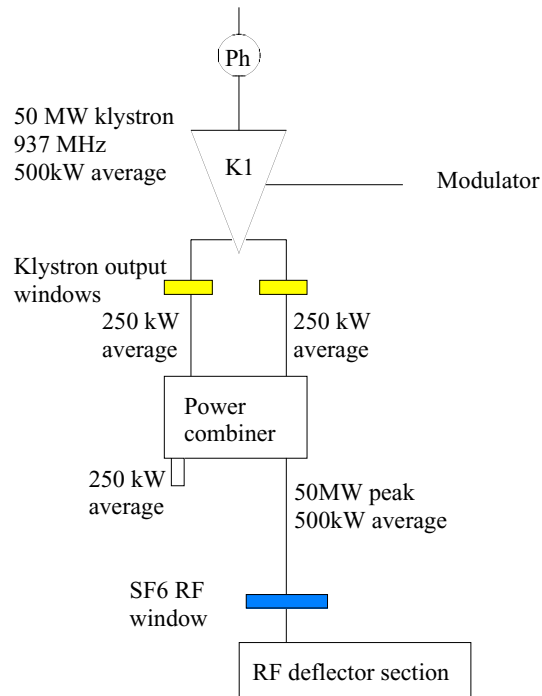 Ph
50 MW klystron
937 MHz
500kW average
K1
Modulator
Klystron output
windows
250 kW
average
250 kW
average
Power
combiner
250 kW
average
50MW peak
500kW average
SF6 RF
window
RF deflector section